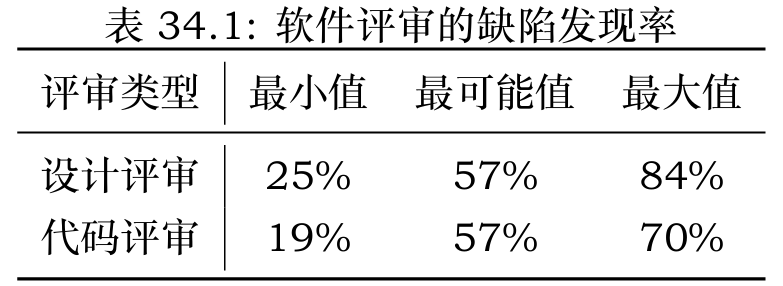 表 34.1: 软件评审的缺陷发现率
评审类型 最小值 最可能值 最大值
设计评审 25% 57% 84%
代码评审 19% 57% 70%